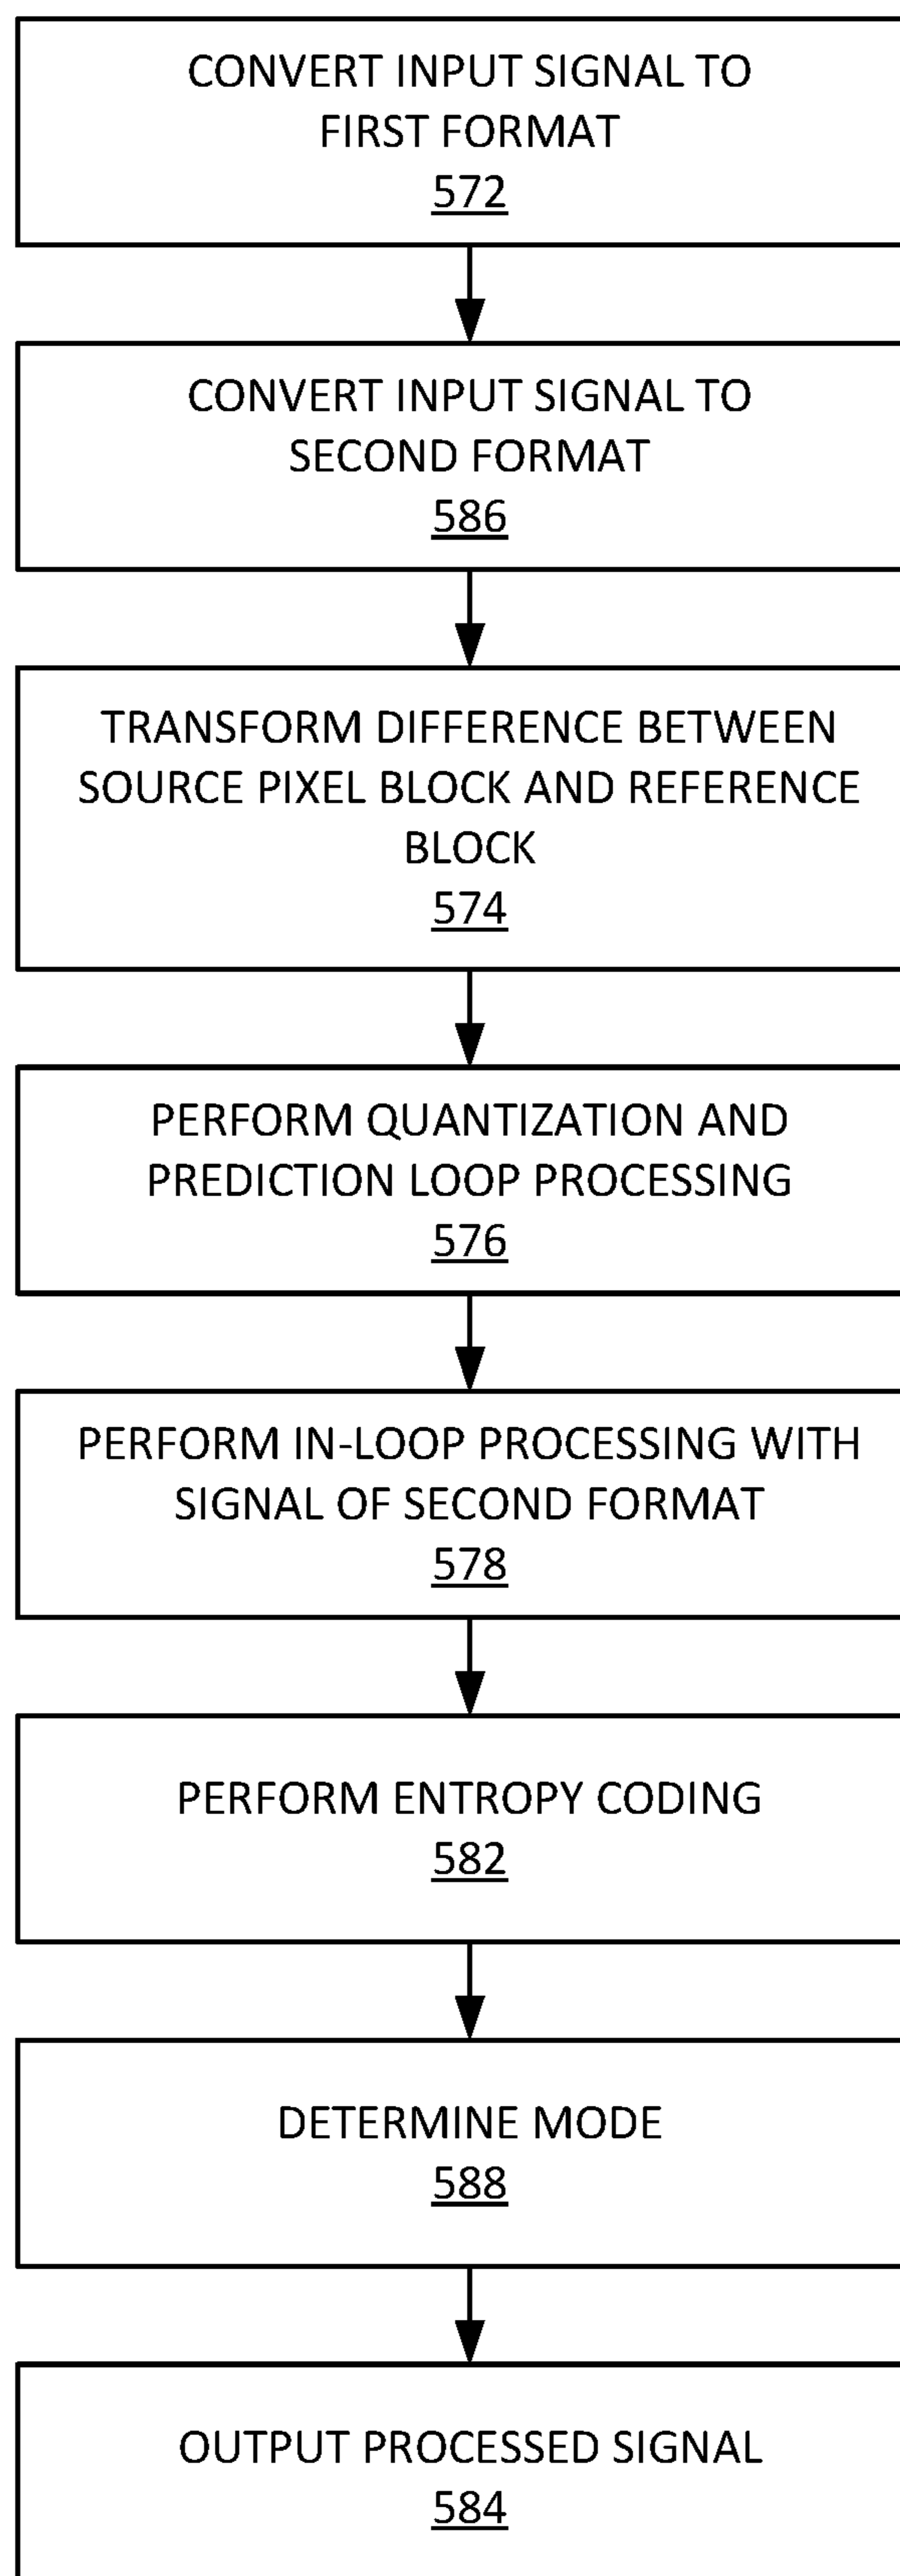 CONVERT INPUT SIGNAL TO
FIRST FORMAT
572
CONVERT INPUT SIGNAL TO
SECOND FORMAT
586
TRANSFORM DIFFERENCE BETWEEN
SOURCE PIXEL BLOCK AND REFERENCE
BLOCK
574
PERFORM QUANTIZATION AND
PREDICTION LOOP PROCESSING
576
PERFORM IN-LOOP PROCESSING WITH
SIGNAL OF SECOND FORMAT
578
PERFORM ENTROPY CODING
582
DETERMINE MODE
588
OUTPUT PROCESSED SIGNAL
584